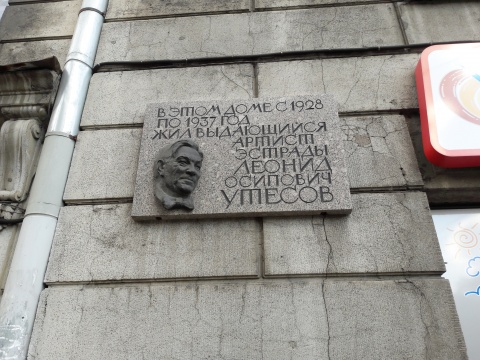 В ЭТОМ ДОМЕ С 1928
ПО 1937 ГОД
ЖИЛ ВЫДАЮЩИЙСЯ
АРТИСТ
ЭСТРАДЫ
ЛЕОНИД
ОСИПОВИЧ
УТЕСОВ